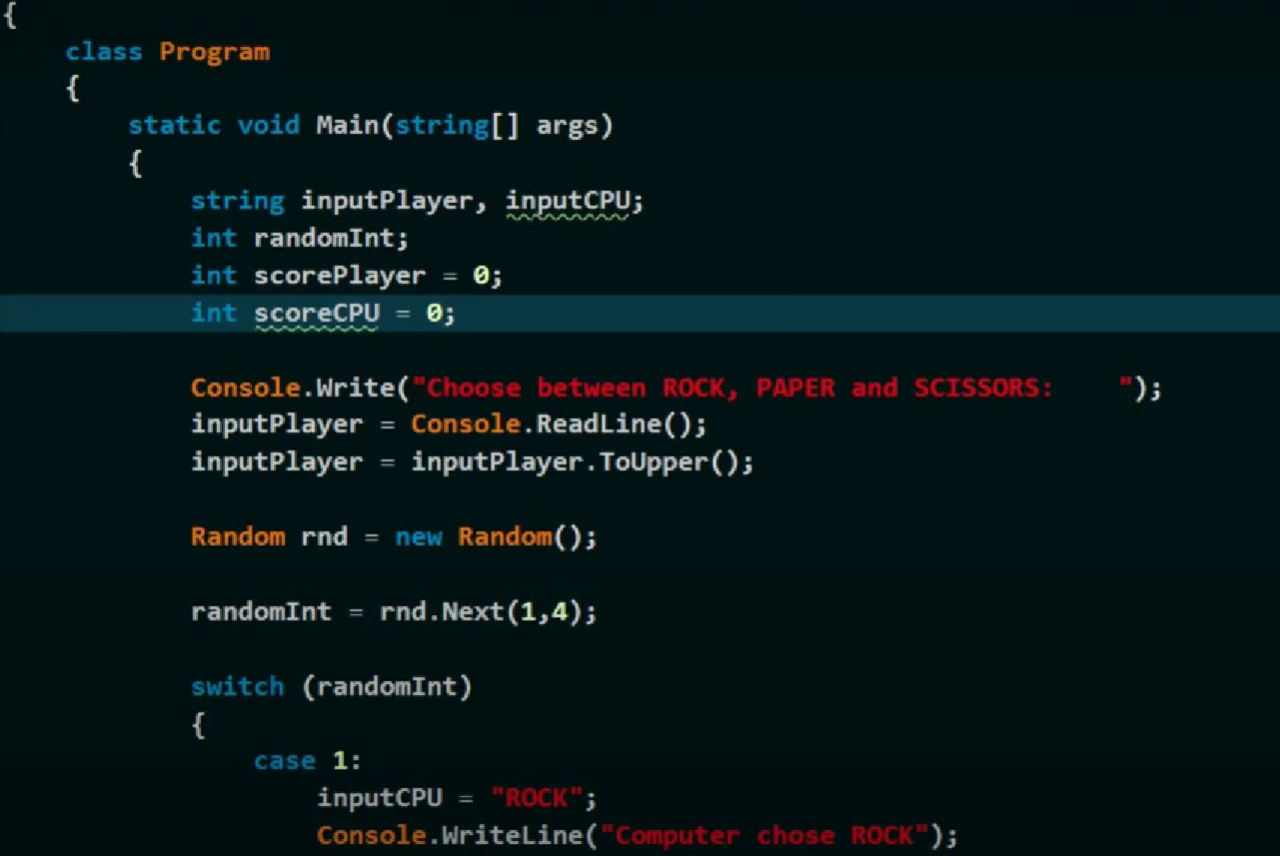 {
class Program
{
static void Main(string[] args)
{
string inputPlayer, inputCPU;
int randomInt;
int scorePlayer = 0;
int scoreCPU = 0;
Console.Write("Choose between ROCK, PAPER and SCISSORS:    ");
inputPlayer = Console.ReadLine();
inputPlayer = inputPlayer.ToUpper();
Random rnd = new Random();
randomInt = rnd.Next(1,4);
switch (randomInt)
{
case 1:
inputCPU = "ROCK";
Console.WriteLine("Computer chose ROCK");